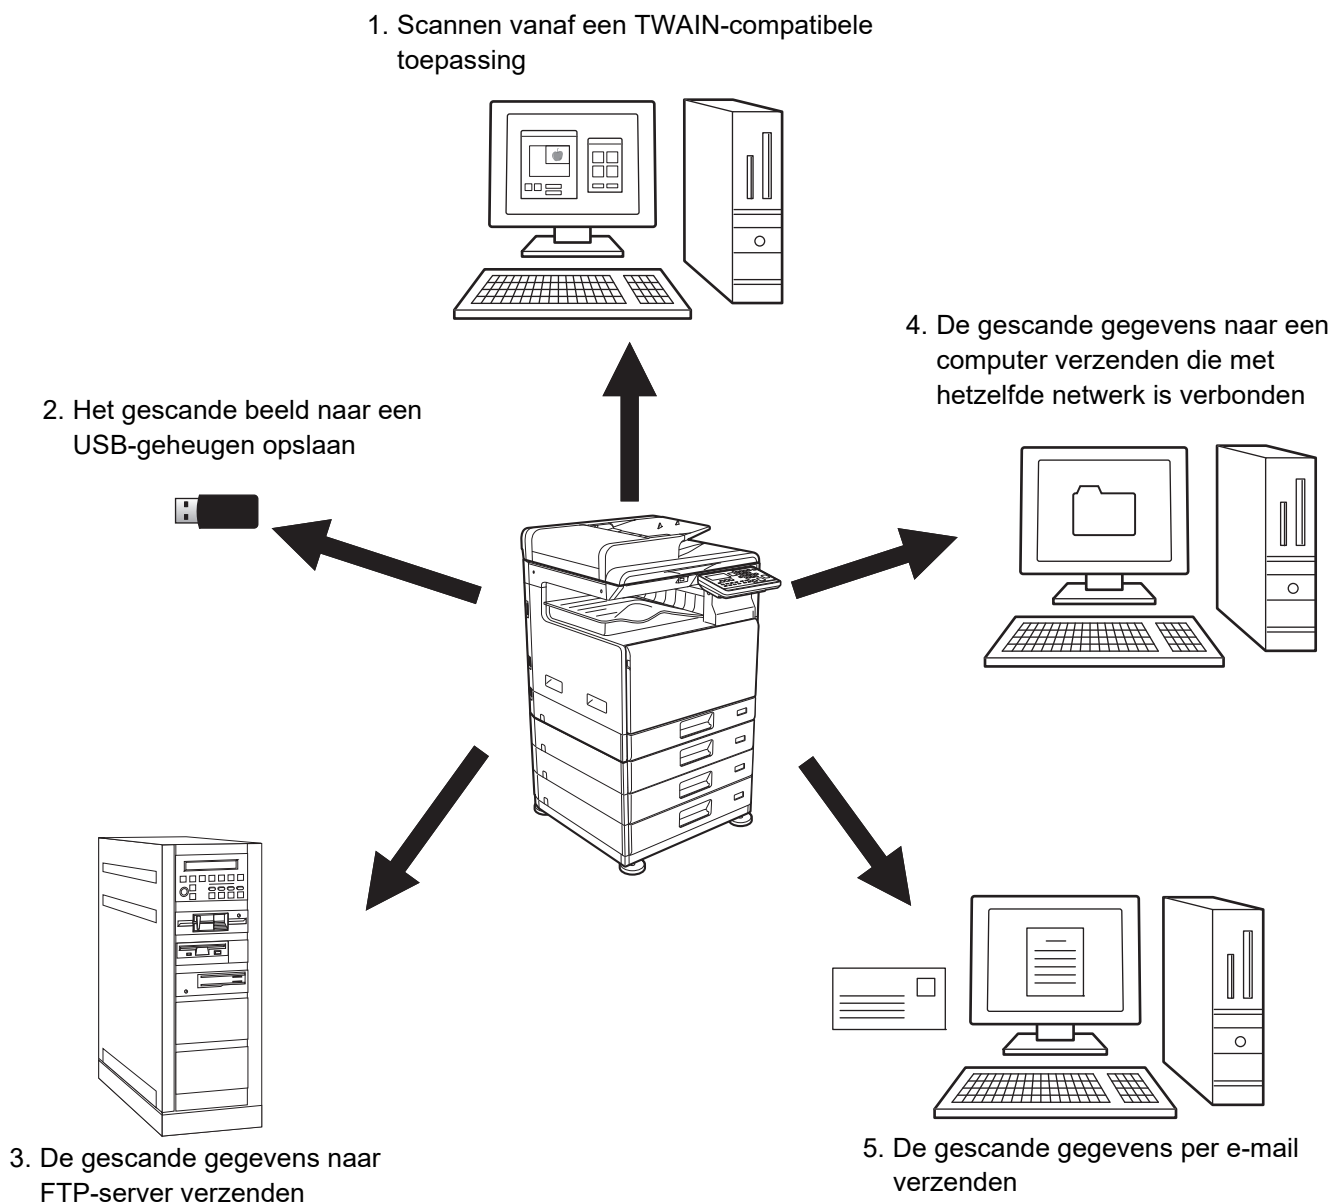 1. Scannen vanaf een TWAIN-compatibele
toepassing
2. Het gescande beeld naar een
USB-geheugen opslaan
4. De gescande gegevens naar een
computer verzenden die met
hetzelfde netwerk is verbonden
3. De gescande gegevens naar
FTP-server verzenden
5. De gescande gegevens per e-mail
verzenden